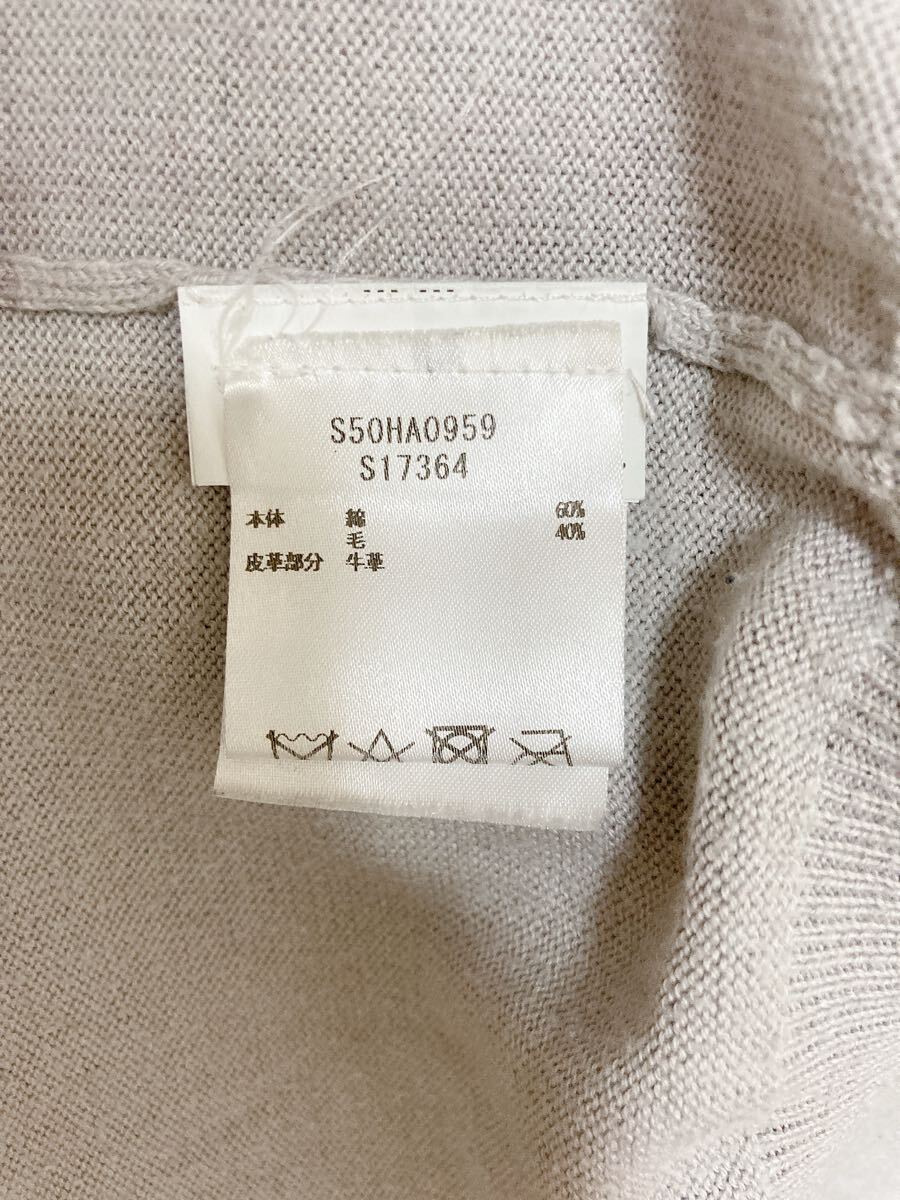 S50HA0959
S17364
本体 綿 60%
毛 40%
皮革部分 牛革